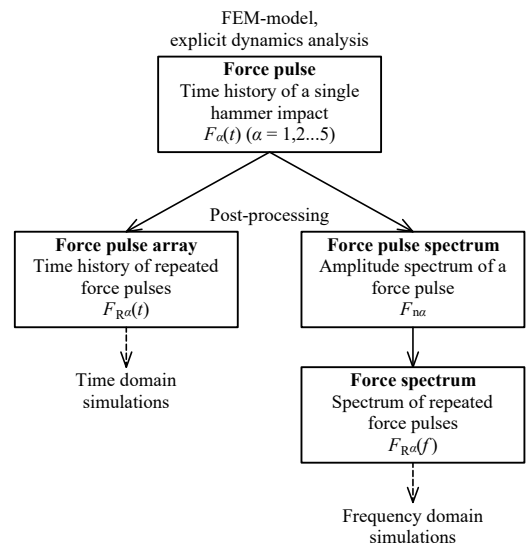 FEM-model,
explicit dynamics analysis
Force pulse
Time history of a single
hammer impact
Fα(t) (α = 1,2...5)
Post-processing
Force pulse array
Time history of repeated
force pulses
FRα(t)
Time domain
simulations
Force pulse spectrum
Amplitude spectrum of a
force pulse
Fnα
Force spectrum
Spectrum of repeated
force pulses
FRα(f)
Frequency domain
simulations